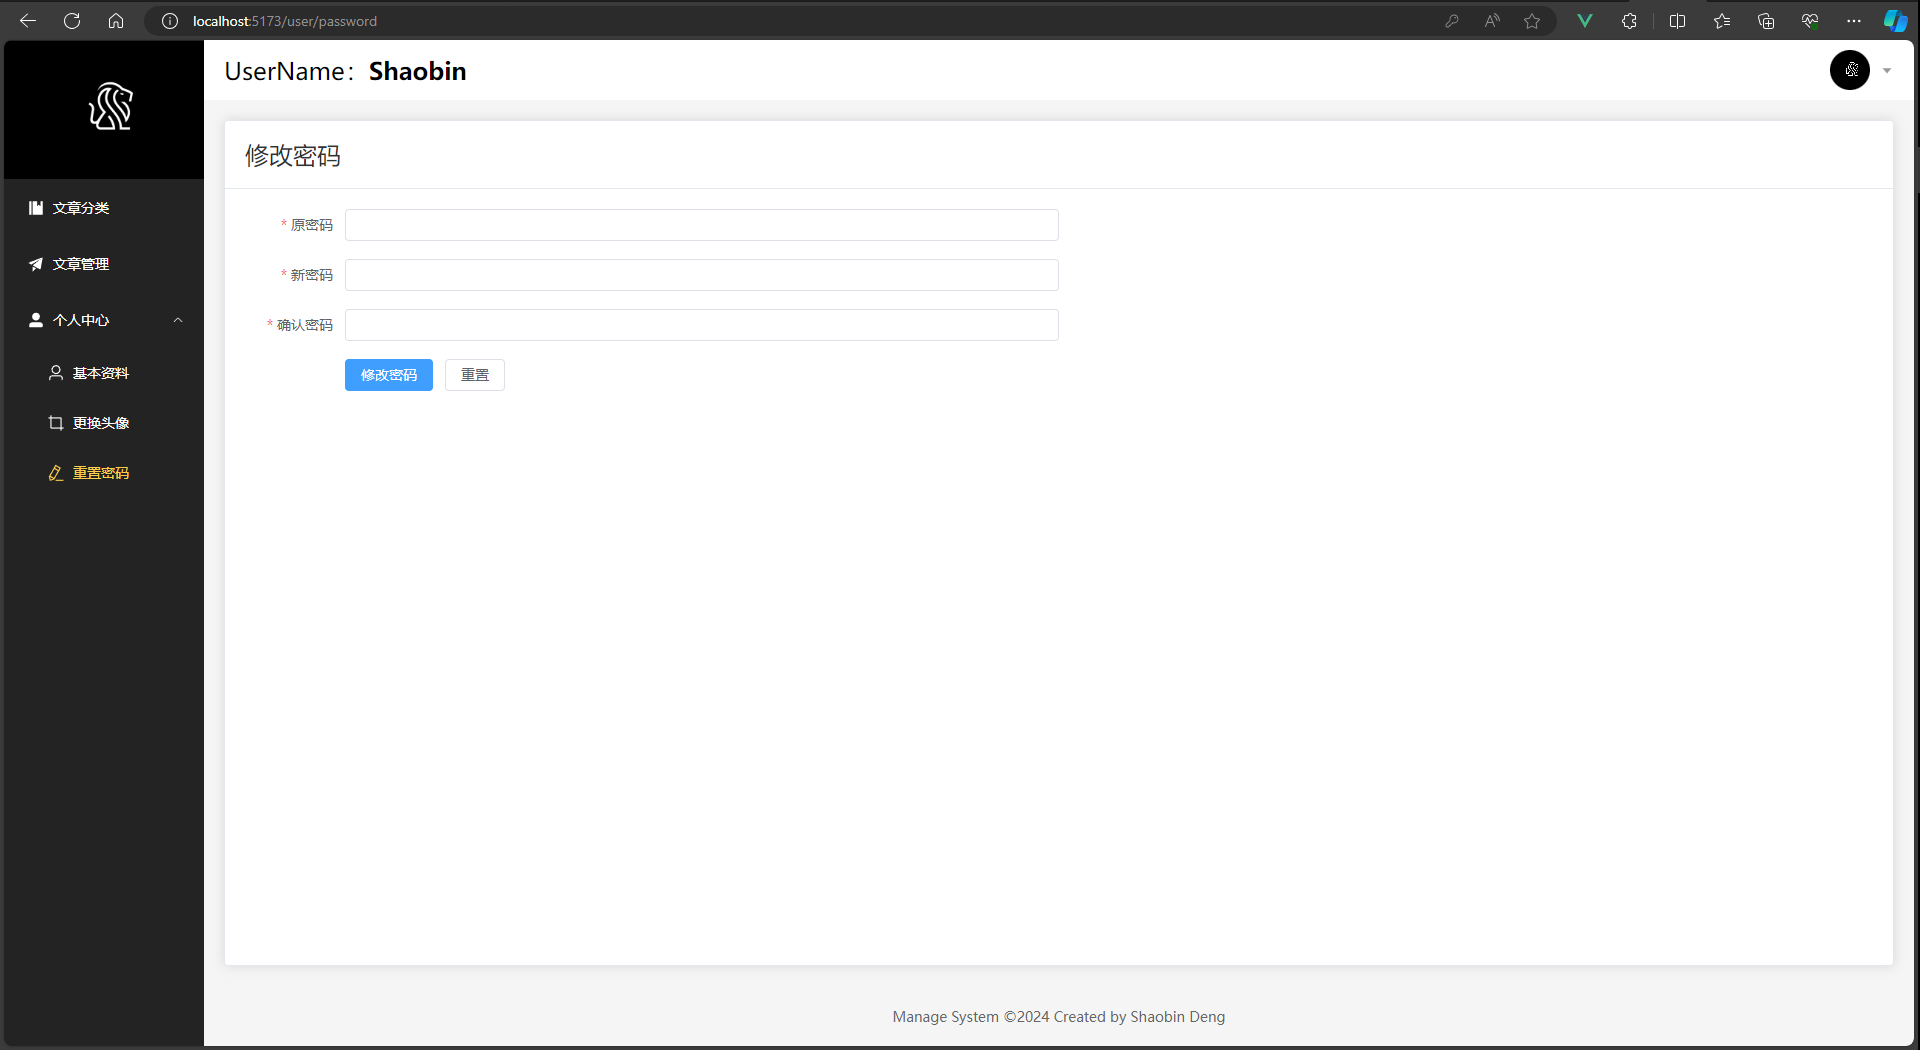 localhost:5173/user/password
UserName：Shaobin
文章分类
文章管理
个人中心
基本资料
更换头像
重置密码
修改密码
* 原密码
* 新密码
* 确认密码
修改密码 重置
Manage System ©2024 Created by Shaobin Deng